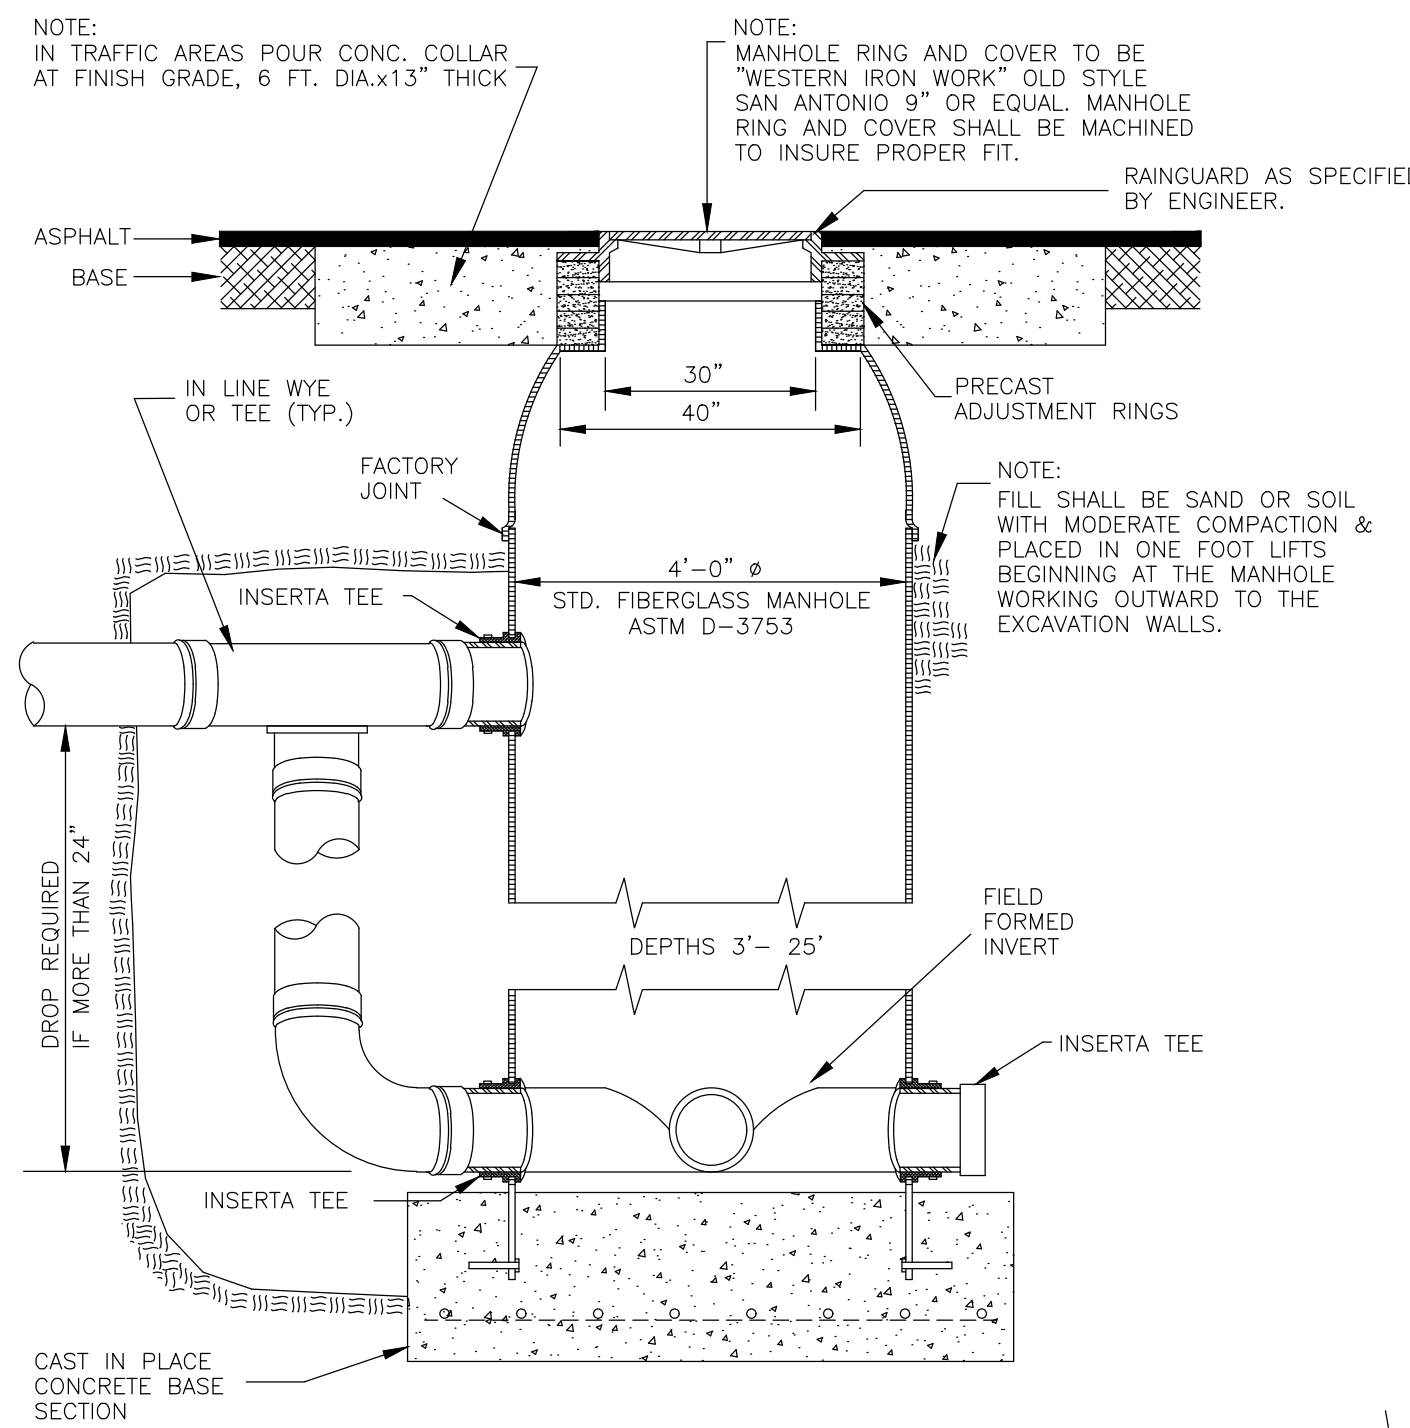 NOTE:
IN TRAFFIC AREAS POUR CONC. COLLAR
AT FINISH GRADE, 6 FT. DIA.x13" THICK
NOTE:
MANHOLE RING AND COVER TO BE
"WESTERN IRON WORK" OLD STYLE
SAN ANTONIO 9" OR EQUAL. MANHOLE
RING AND COVER SHALL BE MACHINED
TO INSURE PROPER FIT.
RAINGUARD AS SPECIFIED
BY ENGINEER.
ASPHALT
BASE
IN LINE WYE
OR TEE (TYP.)
30"
40"
PRECAST
ADJUSTMENT RINGS
FACTORY
JOINT
NOTE:
FILL SHALL BE SAND OR SOIL
WITH MODERATE COMPACTION &
PLACED IN ONE FOOT LIFTS
BEGINNING AT THE MANHOLE
WORKING OUTWARD TO THE
EXCAVATION WALLS.
4'-0" ø
STD. FIBERGLASS MANHOLE
ASTM D-3753
INSERTA TEE
DROP REQUIRED
IF MORE THAN 24"
FIELD
FORMED
INVERT
DEPTHS 3'- 25'
INSERTA TEE
INSERTA TEE
CAST IN PLACE
CONCRETE BASE
SECTION